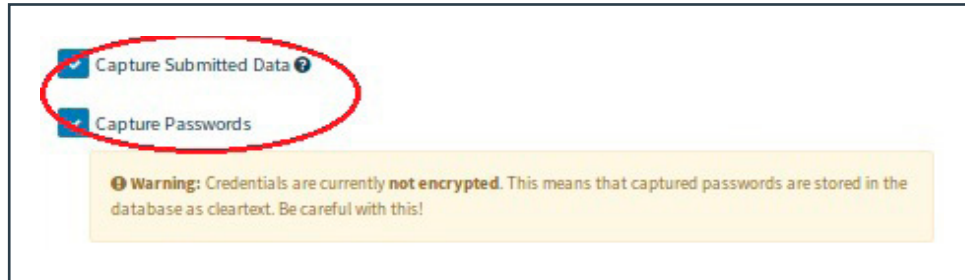 Capture Submitted Data
Capture Passwords
Warning: Credentials are currently not encrypted. This means that captured passwords are stored in the
database as cleartext. Be careful with this!